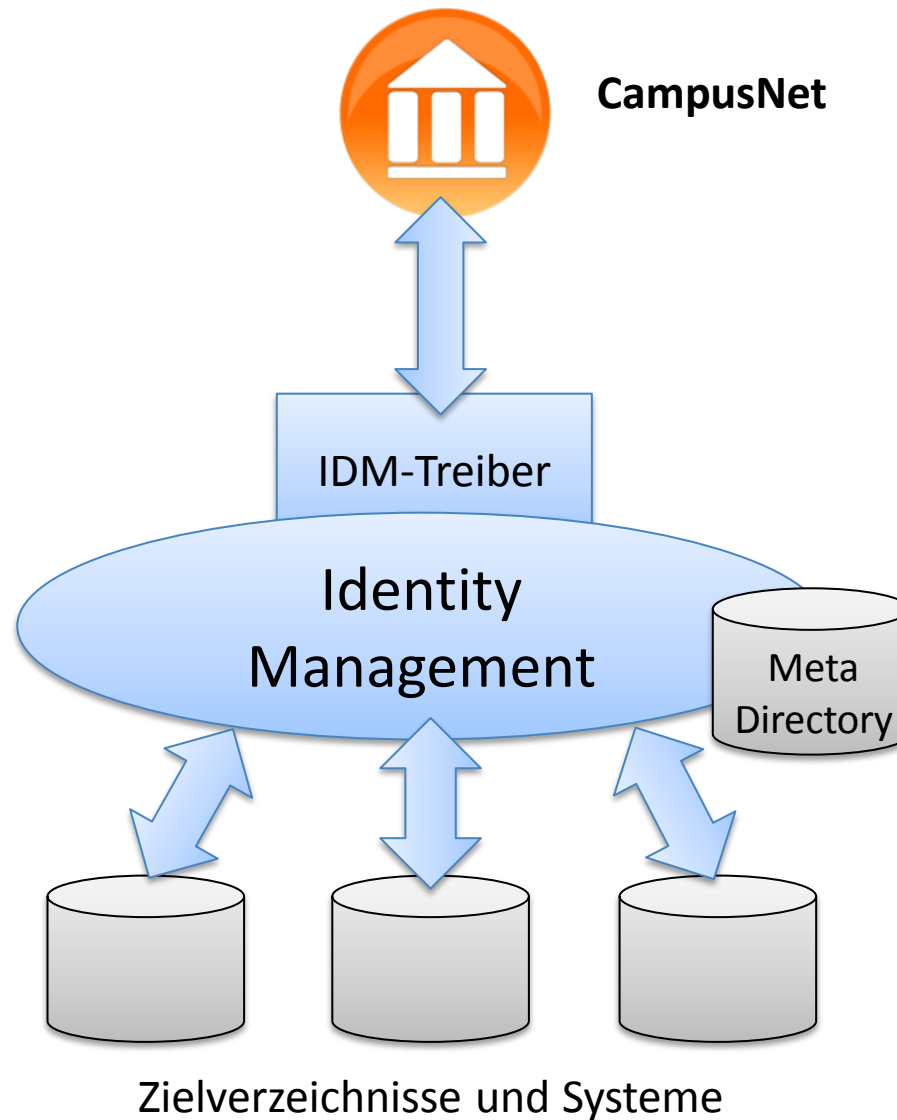 CampusNet
IDM-Treiber
Identity
Management
Meta
Directory
Zielverzeichnisse und Systeme